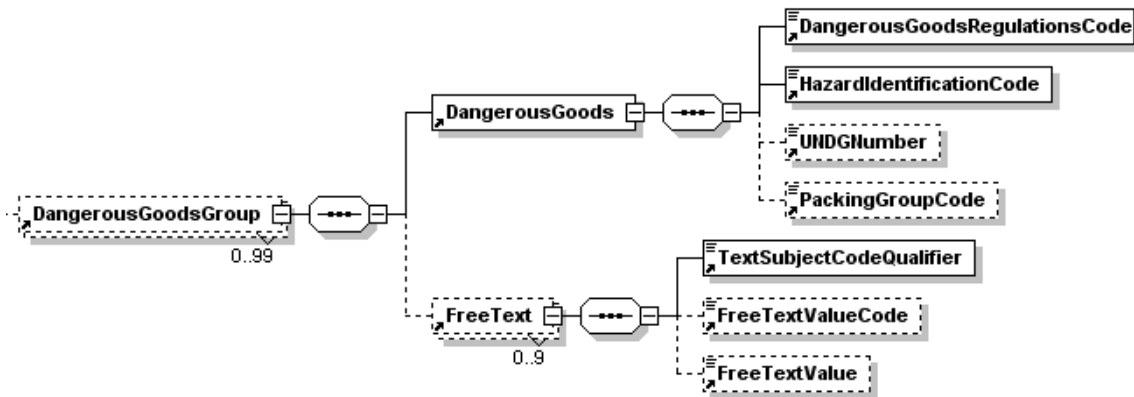 DangerousGoodsRegulationsCode
HazardIdentificationCode
DangerousGoods
UNDGNumber
PackingGroupCode
DangerousGoodsGroup
0..99
TextSubjectCodeQualifier
FreeText
FreeTextValueCode
0..9
FreeTextValue